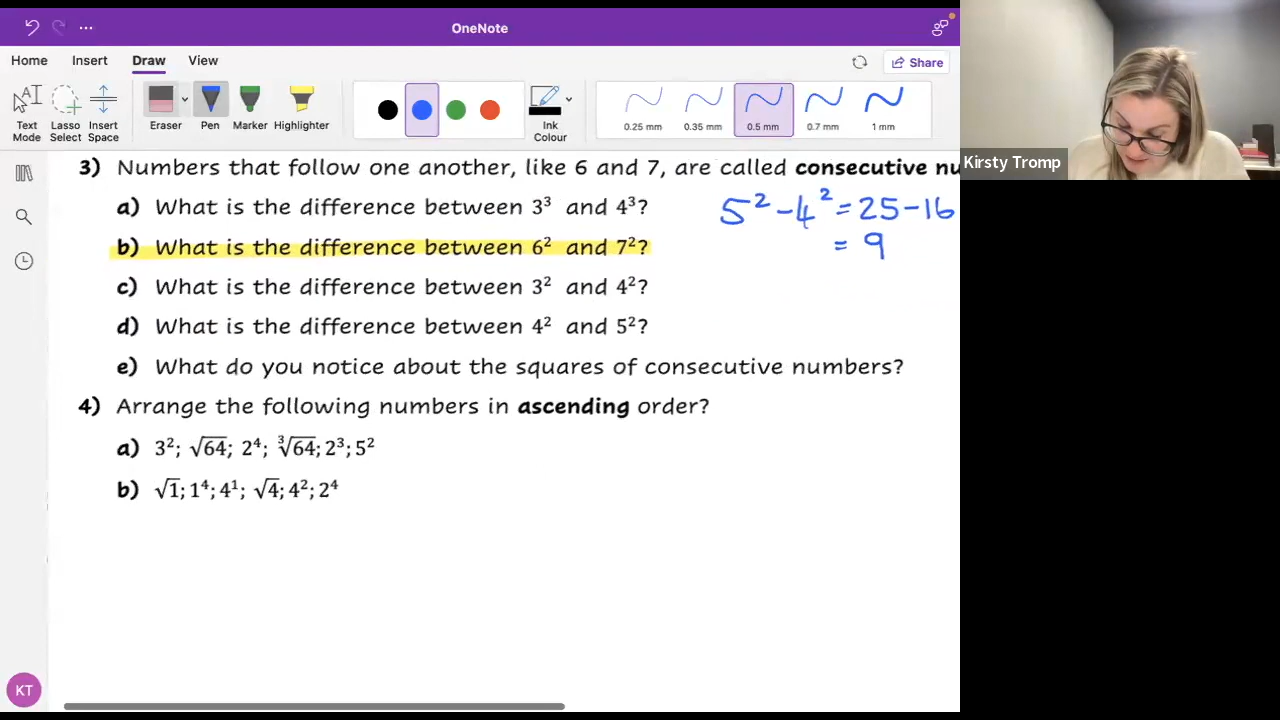 OneNote
Home Insert Draw View
Share
Text Mode
Lasso Select
Insert Space
Eraser
Pen
Marker
Highlighter
Ink Colour
0.25 mm
0.35 mm
0.5 mm
0.7 mm
1 mm
Kirsty Tromp
3) Numbers that follow one another, like 6 and 7, are called consecutive nu
a) What is the difference between 3³ and 4³?
5² - 4² = 25 - 16
b) What is the difference between 6² and 7²?
= 9
c) What is the difference between 3² and 4²?
d) What is the difference between 4² and 5²?
e) What do you notice about the squares of consecutive numbers?
4) Arrange the following numbers in ascending order?
a) 3²; √64; 2⁴; ∛64; 2³; 5²
b) √1; 1⁴; 4¹; √4; 4²; 2⁴
KT